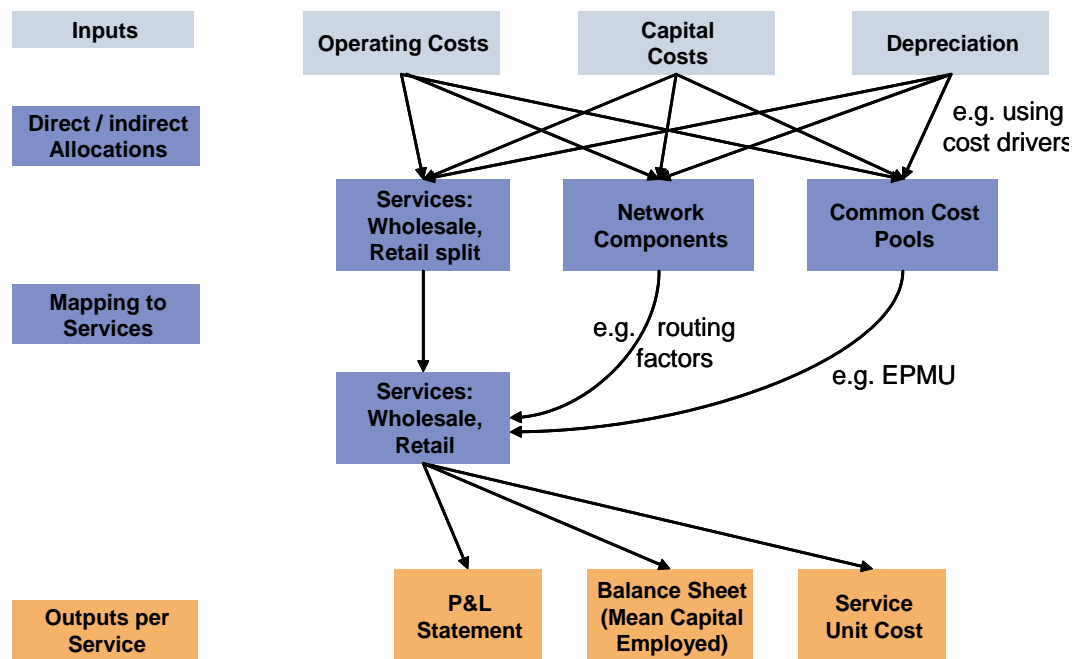 Inputs
Operating Costs
Capital
Costs
Depreciation
Direct / indirect
Allocations
e.g. using
cost drivers
Services:
Wholesale,
Retail split
Network
Components
Common Cost
Pools
Mapping to
Services
e.g. routing
factors
e.g. EPMU
Services:
Wholesale,
Retail
Outputs per
Service
P&L
Statement
Balance Sheet
(Mean Capital
Employed)
Service
Unit Cost